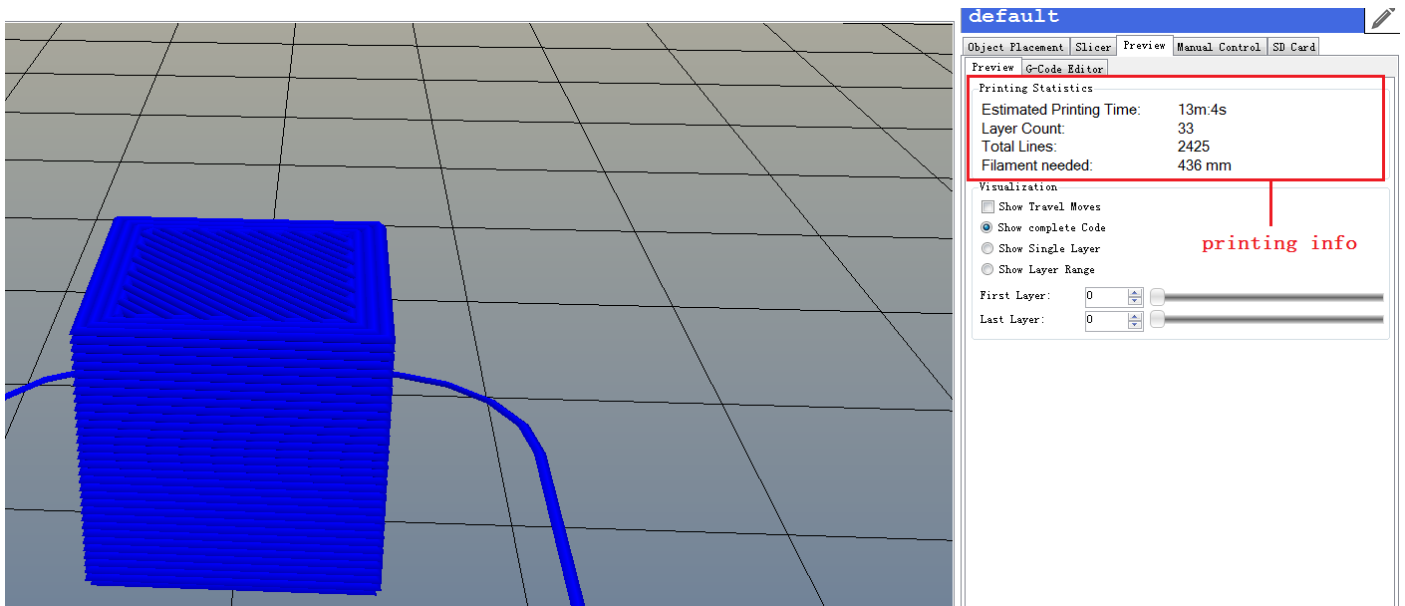 default
Object Placement Slicer Preview Manual Control SD Card
Preview G-Code Editor
Printing Statistics
Estimated Printing Time: 13m:4s
Layer Count: 33
Total Lines: 2425
Filament needed: 436 mm
Visualization
Show Travel Moves
Show complete Code
Show Single Layer
printing info
Show Layer Range
First Layer: 0
Last Layer: 0